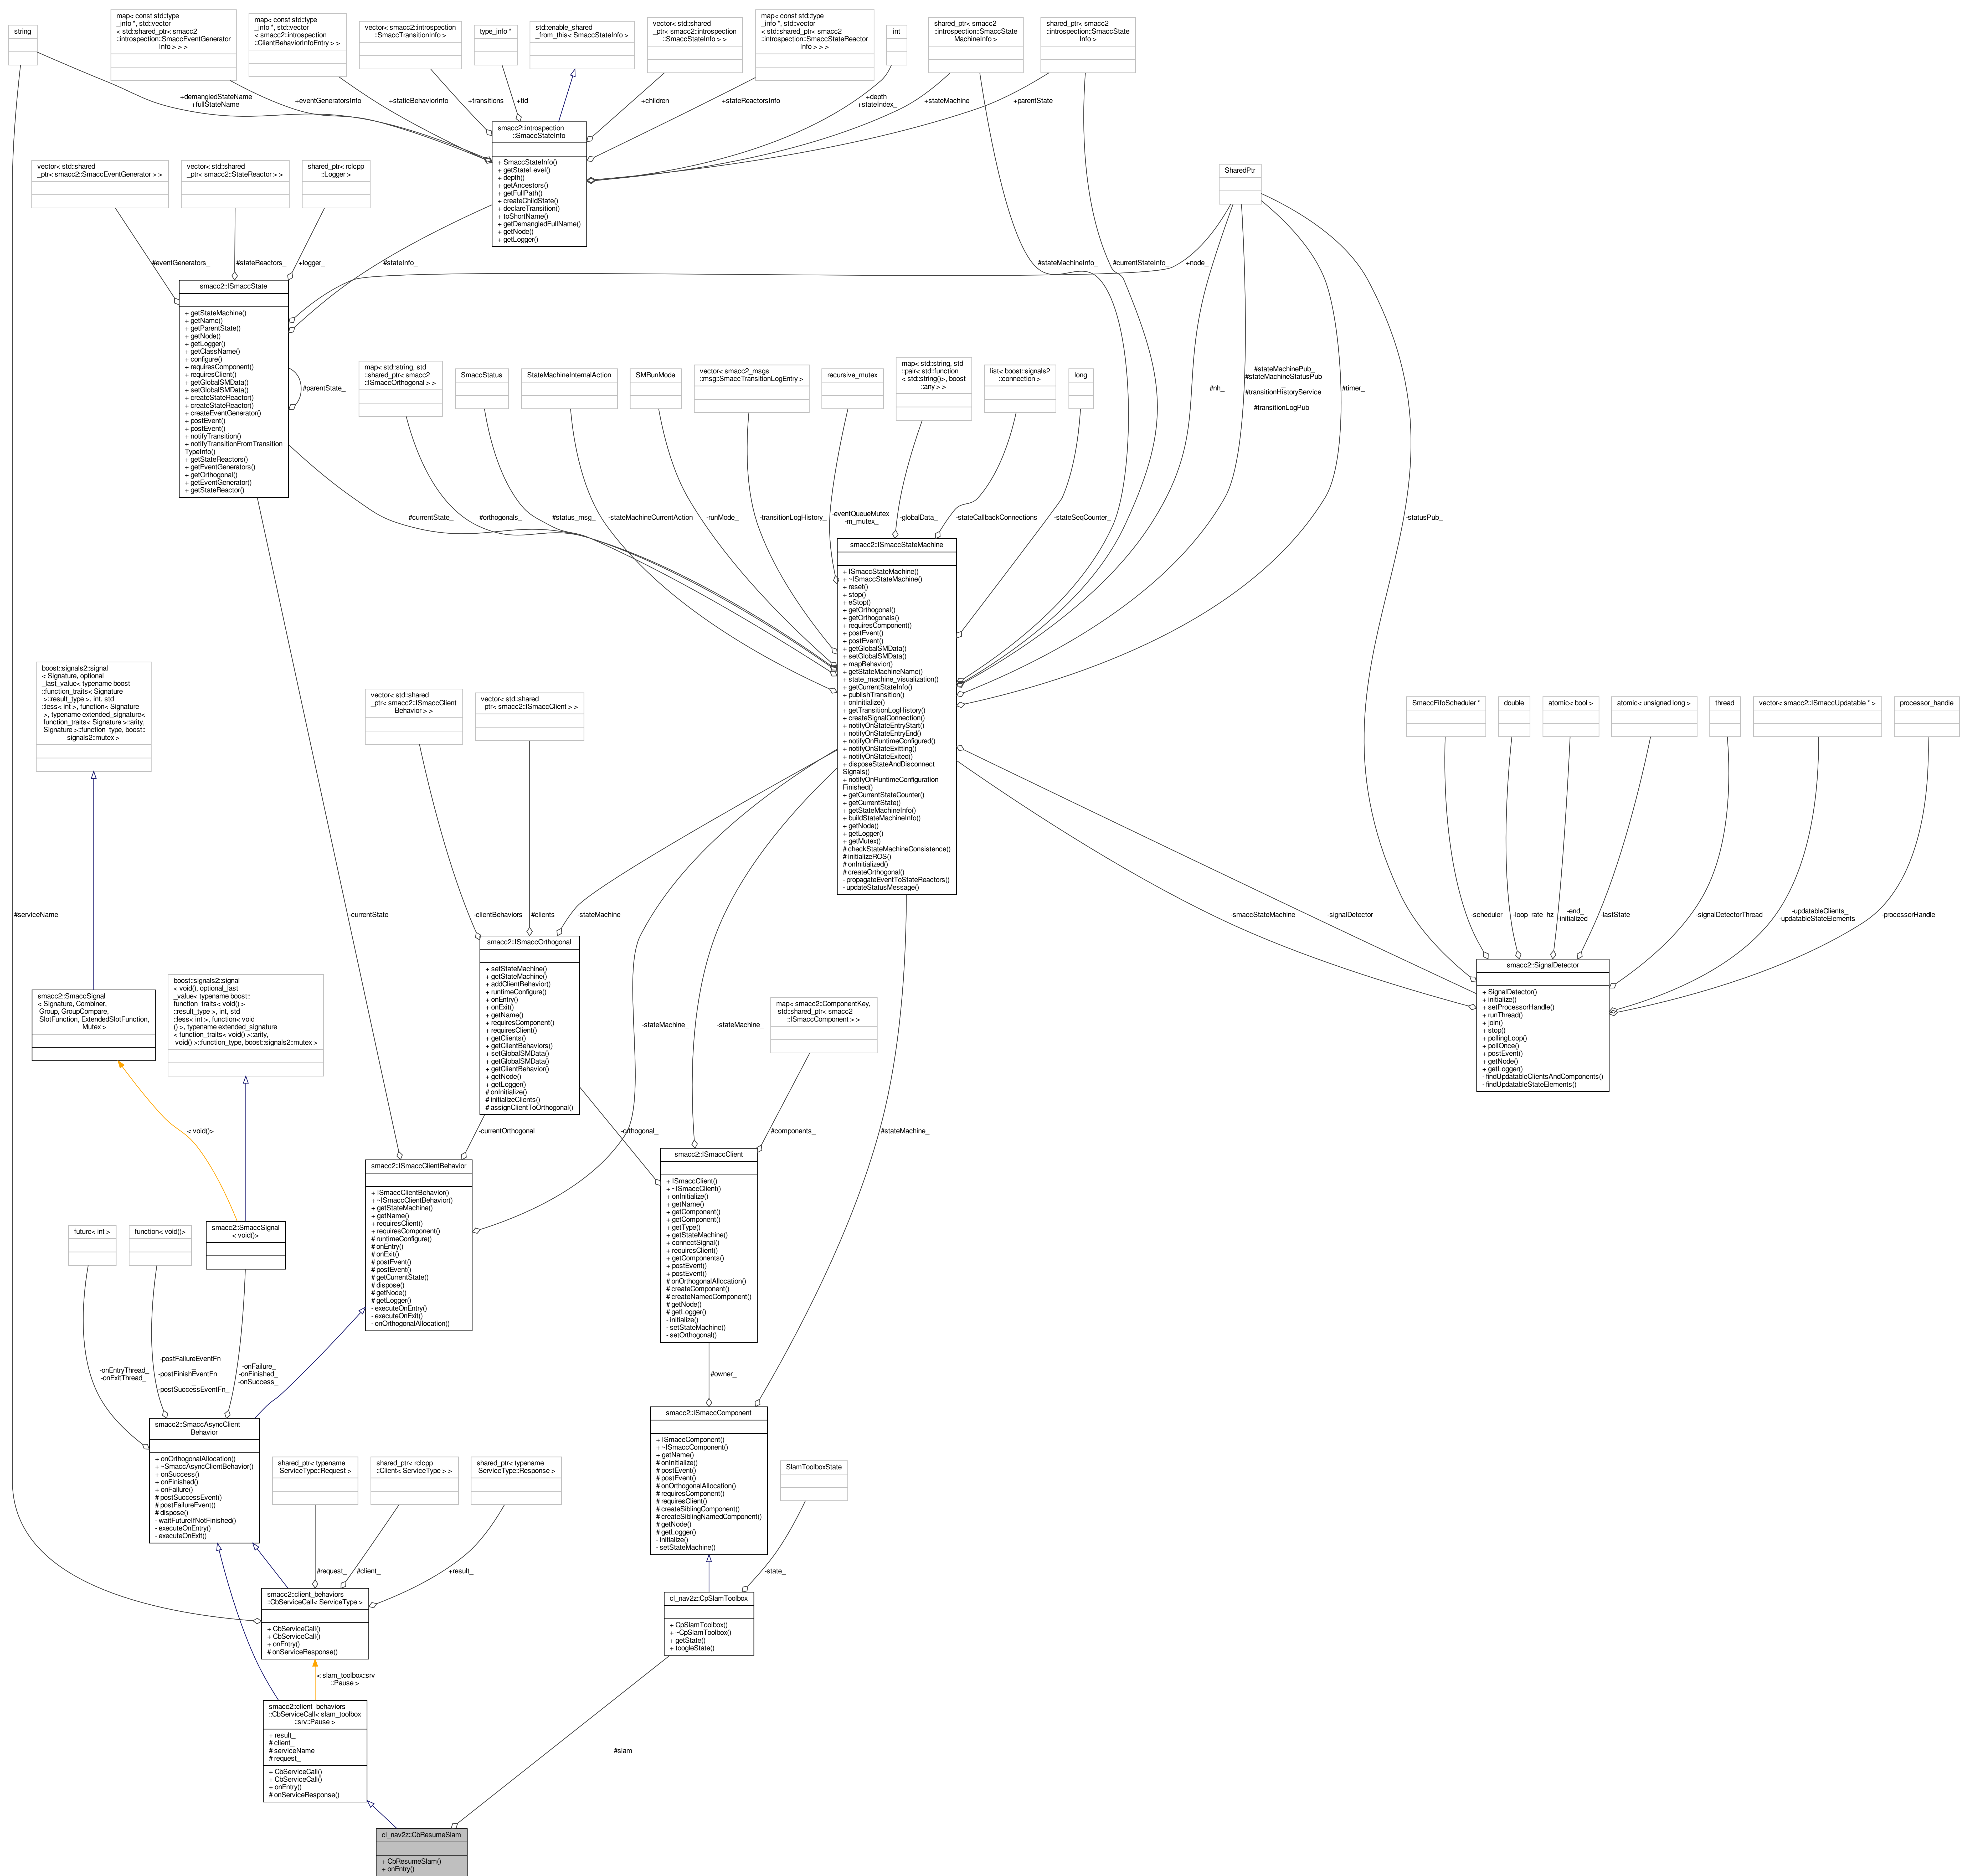 string
map< const std::type
_info *, std::vector
< std::shared_ptr< smacc2
::introspection::SmaccEventGenerator
Info > > >
map< const std::type
_info *, std::vector
< smacc2::introspection
::ClientBehaviorInfoEntry > >
vector< smacc2::introspection
::SmaccTransitionInfo >
type_info *
std::enable_shared
_from_this< SmaccStateInfo >
vector< std::shared
_ptr< smacc2::introspection
::SmaccStateInfo > >
map< const std::type
_info *, std::vector
< std::shared_ptr< smacc2
::introspection::SmaccStateReactor
Info > > >
int
shared_ptr< smacc2
::introspection::SmaccState
MachineInfo >
shared_ptr< smacc2
::introspection::SmaccState
Info >
+demangledStateName
+fullStateName
+eventGeneratorsInfo
+staticBehaviorInfo
+transitions_
+tid_
+children_
+stateReactorsInfo
+depth_
+stateIndex_
+stateMachine_
+parentState_
smacc2::introspection
::SmaccStateInfo
+ SmaccStateInfo()
+ getStateLevel()
+ depth()
+ getAncestors()
+ getFullPath()
+ createChildState()
+ declareTransition()
+ toShortName()
+ getDemangledFullName()
+ getNode()
+ getLogger()
vector< std::shared
_ptr< smacc2::SmaccEventGenerator > >
vector< std::shared
_ptr< smacc2::StateReactor > >
shared_ptr< rclcpp
::Logger >
SharedPtr
#eventGenerators_
#stateReactors_
+logger_
#stateInfo_
#stateMachineInfo_
#currentStateInfo_
+node_
smacc2::ISmaccState
+ getStateMachine()
+ getName()
+ getParentState()
+ getNode()
+ getLogger()
+ getClassName()
+ configure()
+ requiresComponent()
+ requiresClient()
+ getGlobalSMData()
+ setGlobalSMData()
+ createStateReactor()
+ createStateReactor()
+ createEventGenerator()
+ postEvent()
+ postEvent()
+ notifyTransition()
+ notifyTransitionFromTransition
TypeInfo()
+ getStateReactors()
+ getEventGenerators()
+ getOrthogonal()
+ getEventGenerator()
+ getStateReactor()
#parentState_
map< std::string, std
::shared_ptr< smacc2
::ISmaccOrthogonal > >
SmaccStatus
StateMachineInternalAction
SMRunMode
vector< smacc2_msgs
::msg::SmaccTransitionLogEntry >
recursive_mutex
map< std::string, std
::pair< std::function
< std::string()>, boost
::any > >
list< boost::signals2
::connection >
long
#nh_
#stateMachinePub_
#stateMachineStatusPub
_
#transitionHistoryService
_
#transitionLogPub_
#timer_
#currentState_
#orthogonals_
#status_msg_
-stateMachineCurrentAction
-runMode_
-transitionLogHistory_
-eventQueueMutex_
-m_mutex_
-globalData_
-stateCallbackConnections
-stateSeqCounter_
-statusPub_
smacc2::ISmaccStateMachine
+ ISmaccStateMachine()
+ ~ISmaccStateMachine()
+ reset()
+ stop()
+ eStop()
+ getOrthogonal()
+ getOrthogonals()
+ requiresComponent()
+ postEvent()
+ postEvent()
+ getGlobalSMData()
+ setGlobalSMData()
+ mapBehavior()
+ getStateMachineName()
+ state_machine_visualization()
+ getCurrentStateInfo()
+ publishTransition()
+ onInitialize()
+ getTransitionLogHistory()
+ createSignalConnection()
+ notifyOnStateEntryStart()
+ notifyOnStateEntryEnd()
+ notifyOnRuntimeConfigured()
+ notifyOnStateExitting()
+ notifyOnStateExited()
+ disposeStateAndDisconnect
Signals()
+ notifyOnRuntimeConfiguration
Finished()
+ getCurrentStateCounter()
+ getCurrentState()
+ getStateMachineInfo()
+ buildStateMachineInfo()
+ getNode()
+ getLogger()
+ getMutex()
# checkStateMachineConsistence()
# initializeROS()
# onInitialized()
# createOrthogonal()
- propagateEventToStateReactors()
- updateStatusMessage()
boost::signals2::signal
< Signature, optional
_last_value< typename boost
::function_traits< Signature
>::result_type >, int, std
::less< int >, function< Signature
>, typename extended_signature<
function_traits< Signature >::arity,
Signature >::function_type, boost::
signals2::mutex >
vector< std::shared
_ptr< smacc2::ISmaccClient
Behavior > >
vector< std::shared
_ptr< smacc2::ISmaccClient > >
SmaccFifoScheduler *
double
atomic< bool >
atomic< unsigned long >
thread
vector< smacc2::ISmaccUpdatable * >
processor_handle
#serviceName_
-currentState
-clientBehaviors_
#clients_
-stateMachine_
-smaccStateMachine_
-signalDetector_
-scheduler_
-loop_rate_hz
-end_
-initialized_
-lastState_
-signalDetectorThread_
-updatableClients_
-updatableStateElements_
-processorHandle_
smacc2::ISmaccOrthogonal
+ setStateMachine()
+ getStateMachine()
+ addClientBehavior()
+ runtimeConfigure()
+ onEntry()
+ onExit()
+ getName()
+ requiresComponent()
+ requiresClient()
+ getClients()
+ getClientBehaviors()
+ setGlobalSMData()
+ getGlobalSMData()
+ getClientBehavior()
+ getNode()
+ getLogger()
# onInitialize()
# initializeClients()
# assignClientToOrthogonal()
smacc2::SignalDetector
+ SignalDetector()
+ initialize()
+ setProcessorHandle()
+ runThread()
+ join()
+ stop()
+ pollingLoop()
+ pollOnce()
+ postEvent()
+ getNode()
+ getLogger()
- findUpdatableClientsAndComponents()
- findUpdatableStateElements()
smacc2::SmaccSignal
< Signature, Combiner,
Group, GroupCompare,
SlotFunction, ExtendedSlotFunction,
Mutex >
boost::signals2::signal
< void(), optional_last
_value< typename boost::
function_traits< void() >
::result_type >, int, std
::less< int >, function< void
() >, typename extended_signature
< function_traits< void() >::arity,
void() >::function_type, boost::signals2::mutex >
map< smacc2::ComponentKey,
std::shared_ptr< smacc2
::ISmaccComponent > >
-stateMachine_
-stateMachine_
< void()>
-currentOrthogonal
-orthogonal_
#components_
#stateMachine_
smacc2::ISmaccClientBehavior
+ ISmaccClientBehavior()
+ ~ISmaccClientBehavior()
+ getStateMachine()
+ getName()
+ requiresClient()
+ requiresComponent()
# runtimeConfigure()
# onEntry()
# onExit()
# postEvent()
# postEvent()
# getCurrentState()
# dispose()
# getNode()
# getLogger()
- executeOnEntry()
- executeOnExit()
- onOrthogonalAllocation()
smacc2::ISmaccClient
+ ISmaccClient()
+ ~ISmaccClient()
+ onInitialize()
+ getName()
+ getComponent()
+ getComponent()
+ getType()
+ getStateMachine()
+ connectSignal()
+ requiresClient()
+ getComponents()
+ postEvent()
+ postEvent()
# onOrthogonalAllocation()
# createComponent()
# createNamedComponent()
# getNode()
# getLogger()
- initialize()
- setStateMachine()
- setOrthogonal()
future< int >
function< void()>
smacc2::SmaccSignal
< void()>
-onEntryThread_
-onExitThread_
-postFailureEventFn
_
-postFinishEventFn
_
-postSuccessEventFn_
-onFailure_
-onFinished_
-onSuccess_
#owner_
smacc2::SmaccAsyncClient
Behavior
+ onOrthogonalAllocation()
+ ~SmaccAsyncClientBehavior()
+ onSuccess()
+ onFinished()
+ onFailure()
# postSuccessEvent()
# postFailureEvent()
# dispose()
- waitFutureIfNotFinished()
- executeOnEntry()
- executeOnExit()
shared_ptr< typename
ServiceType::Request >
shared_ptr< rclcpp
::Client< ServiceType > >
shared_ptr< typename
ServiceType::Response >
smacc2::ISmaccComponent
+ ISmaccComponent()
+ ~ISmaccComponent()
+ getName()
# onInitialize()
# postEvent()
# postEvent()
# onOrthogonalAllocation()
# requiresComponent()
# requiresClient()
# createSiblingComponent()
# createSiblingNamedComponent()
# getNode()
# getLogger()
- initialize()
- setStateMachine()
SlamToolboxState
#request_
#client_
+result_
-state_
smacc2::client_behaviors
::CbServiceCall< ServiceType >
+ CbServiceCall()
+ CbServiceCall()
+ onEntry()
# onServiceResponse()
cl_nav2z::CpSlamToolbox
+ CpSlamToolbox()
+ ~CpSlamToolbox()
+ getState()
+ toogleState()
< slam_toolbox::srv
::Pause >
smacc2::client_behaviors
::CbServiceCall< slam_toolbox
::srv::Pause >
+ result_
# client_
# serviceName_
# request_
+ CbServiceCall()
+ CbServiceCall()
+ onEntry()
# onServiceResponse()
#slam_
cl_nav2z::CbResumeSlam
+ CbResumeSlam()
+ onEntry()